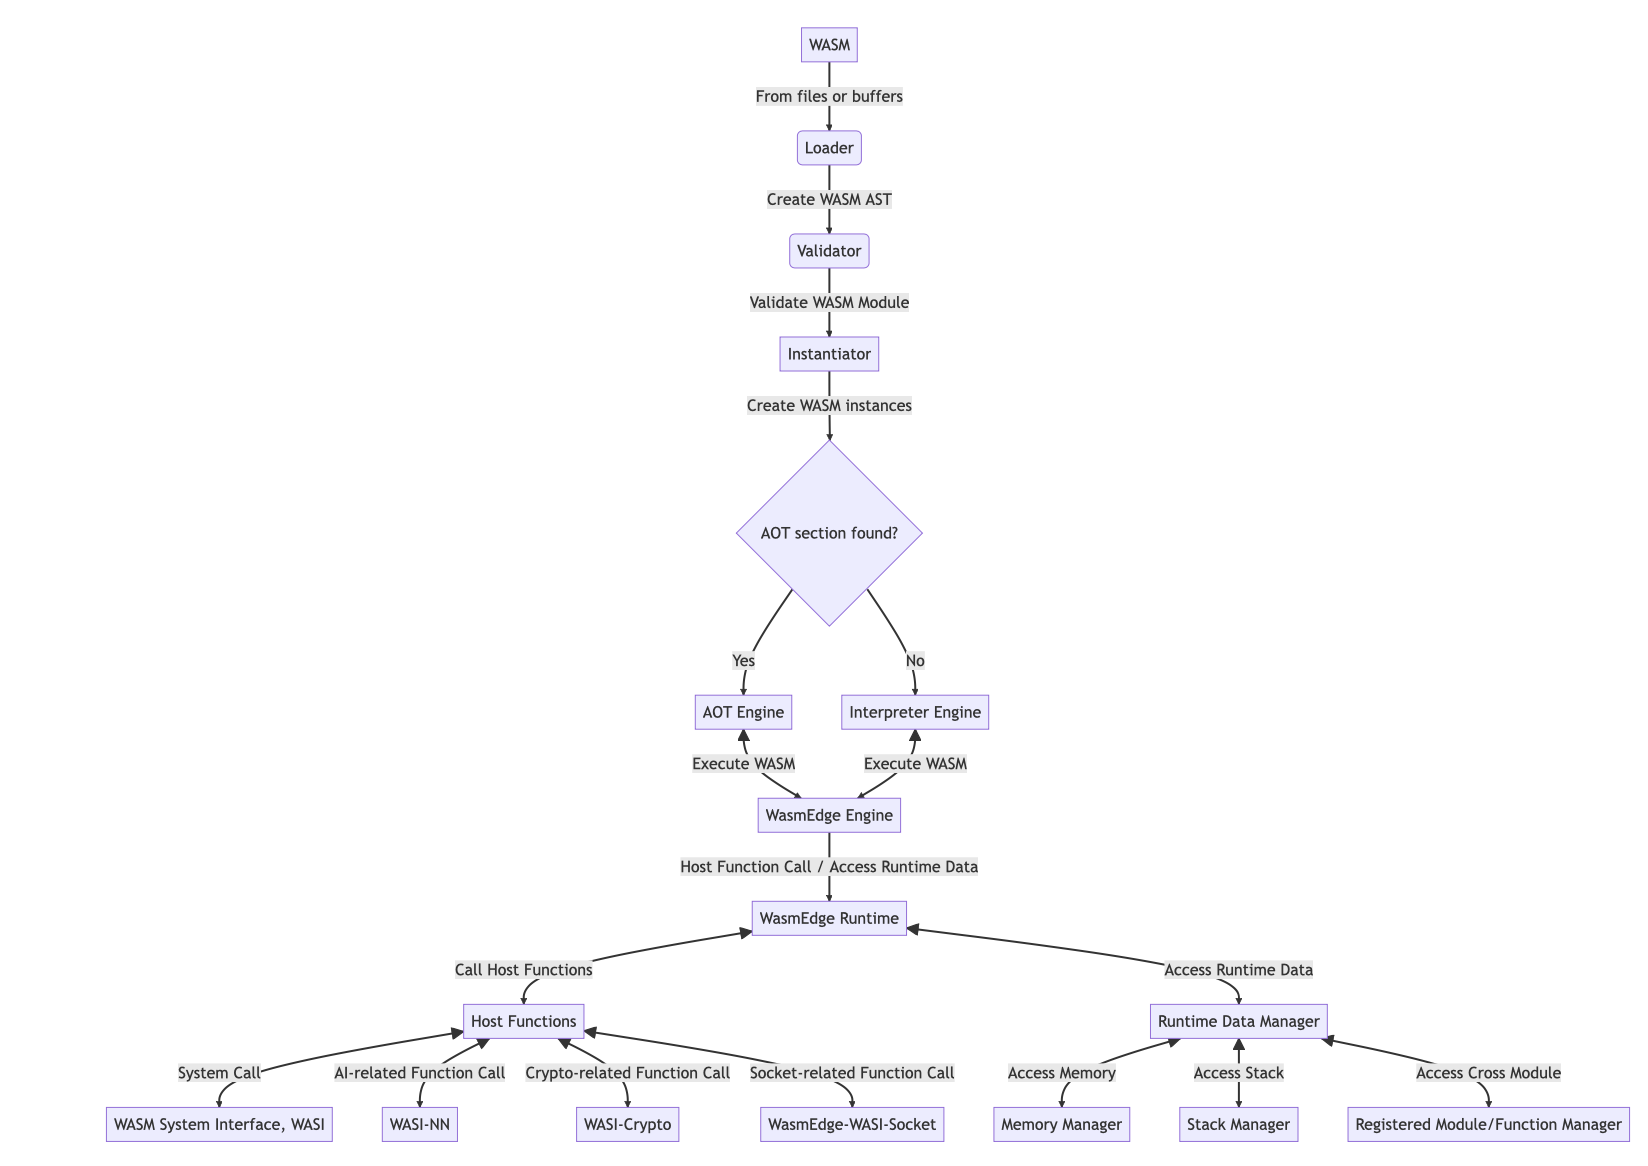 WASM
From files or buffers
Loader
Create WASM AST
Validator
Validate WASM Module
Instantiator
Create WASM instances
AOT section found?
Yes
No
AOT Engine
Interpreter Engine
Execute WASM
Execute WASM
WasmEdge Engine
Host Function Call / Access Runtime Data
WasmEdge Runtime
Call Host Functions
Access Runtime Data
Host Functions
Runtime Data Manager
System Call
AI-related Function Call
Crypto-related Function Call
Socket-related Function Call
Access Memory
Access Stack
Access Cross Module
WASM System Interface, WASI
WASI-NN
WASI-Crypto
WasmEdge-WASI-Socket
Memory Manager
Stack Manager
Registered Module/Function Manager